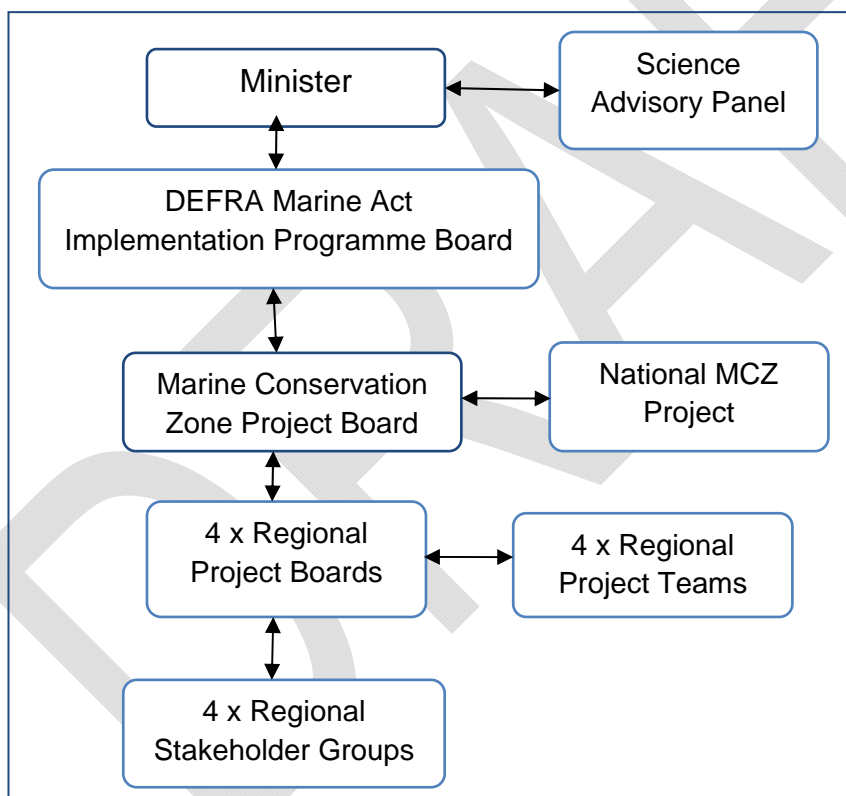 Minister
Science
Advisory Panel
DEFRA Marine Act
Implementation Programme Board
Marine Conservation
Zone Project Board
National MCZ
Project
4 x Regional
Project Boards
4 x Regional
Project Teams
4 x Regional
Stakeholder Groups
DRAF